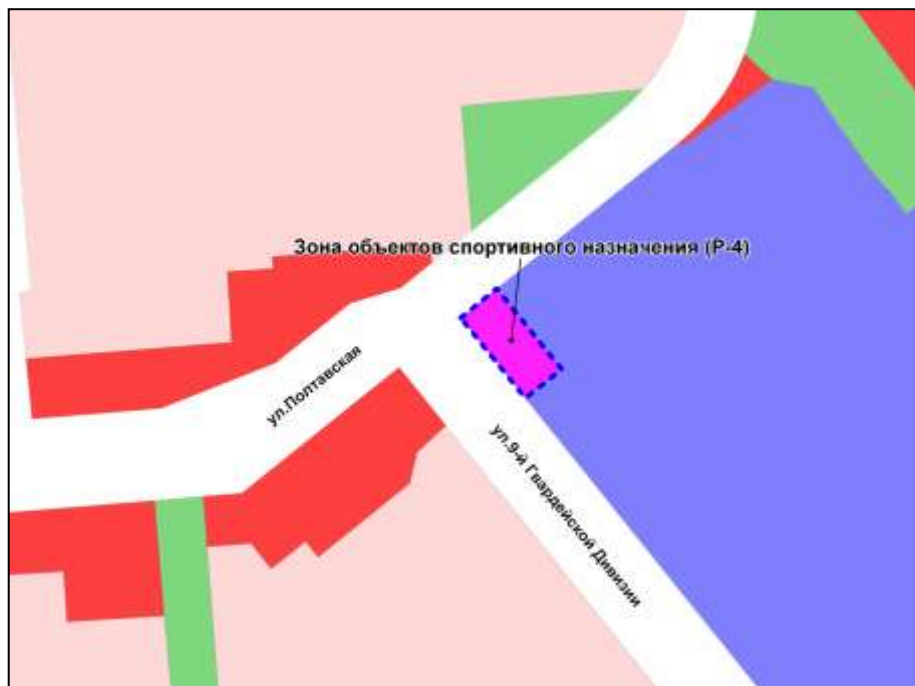 Зона объектов спортивного назначения (Р-4)
ул.Полтавская
ул.9-й Гвардейской Дивизии